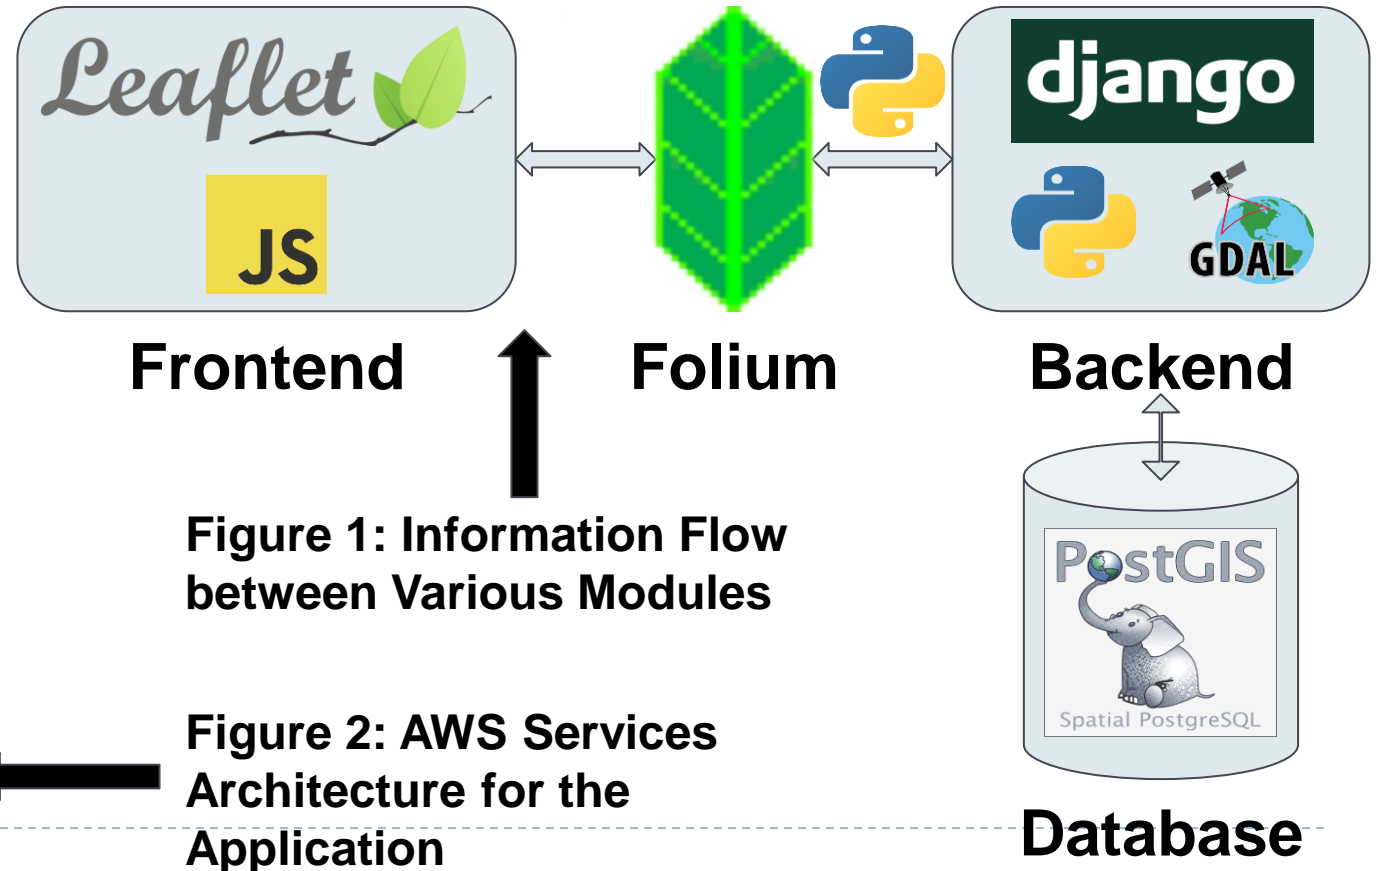 Leaflet
JS
django
GDAL
Frontend
Folium
Backend
Figure 1: Information Flow
between Various Modules
PostGIS
Spatial PostgreSQL
Figure 2: AWS Services
Architecture for the
Application
Database